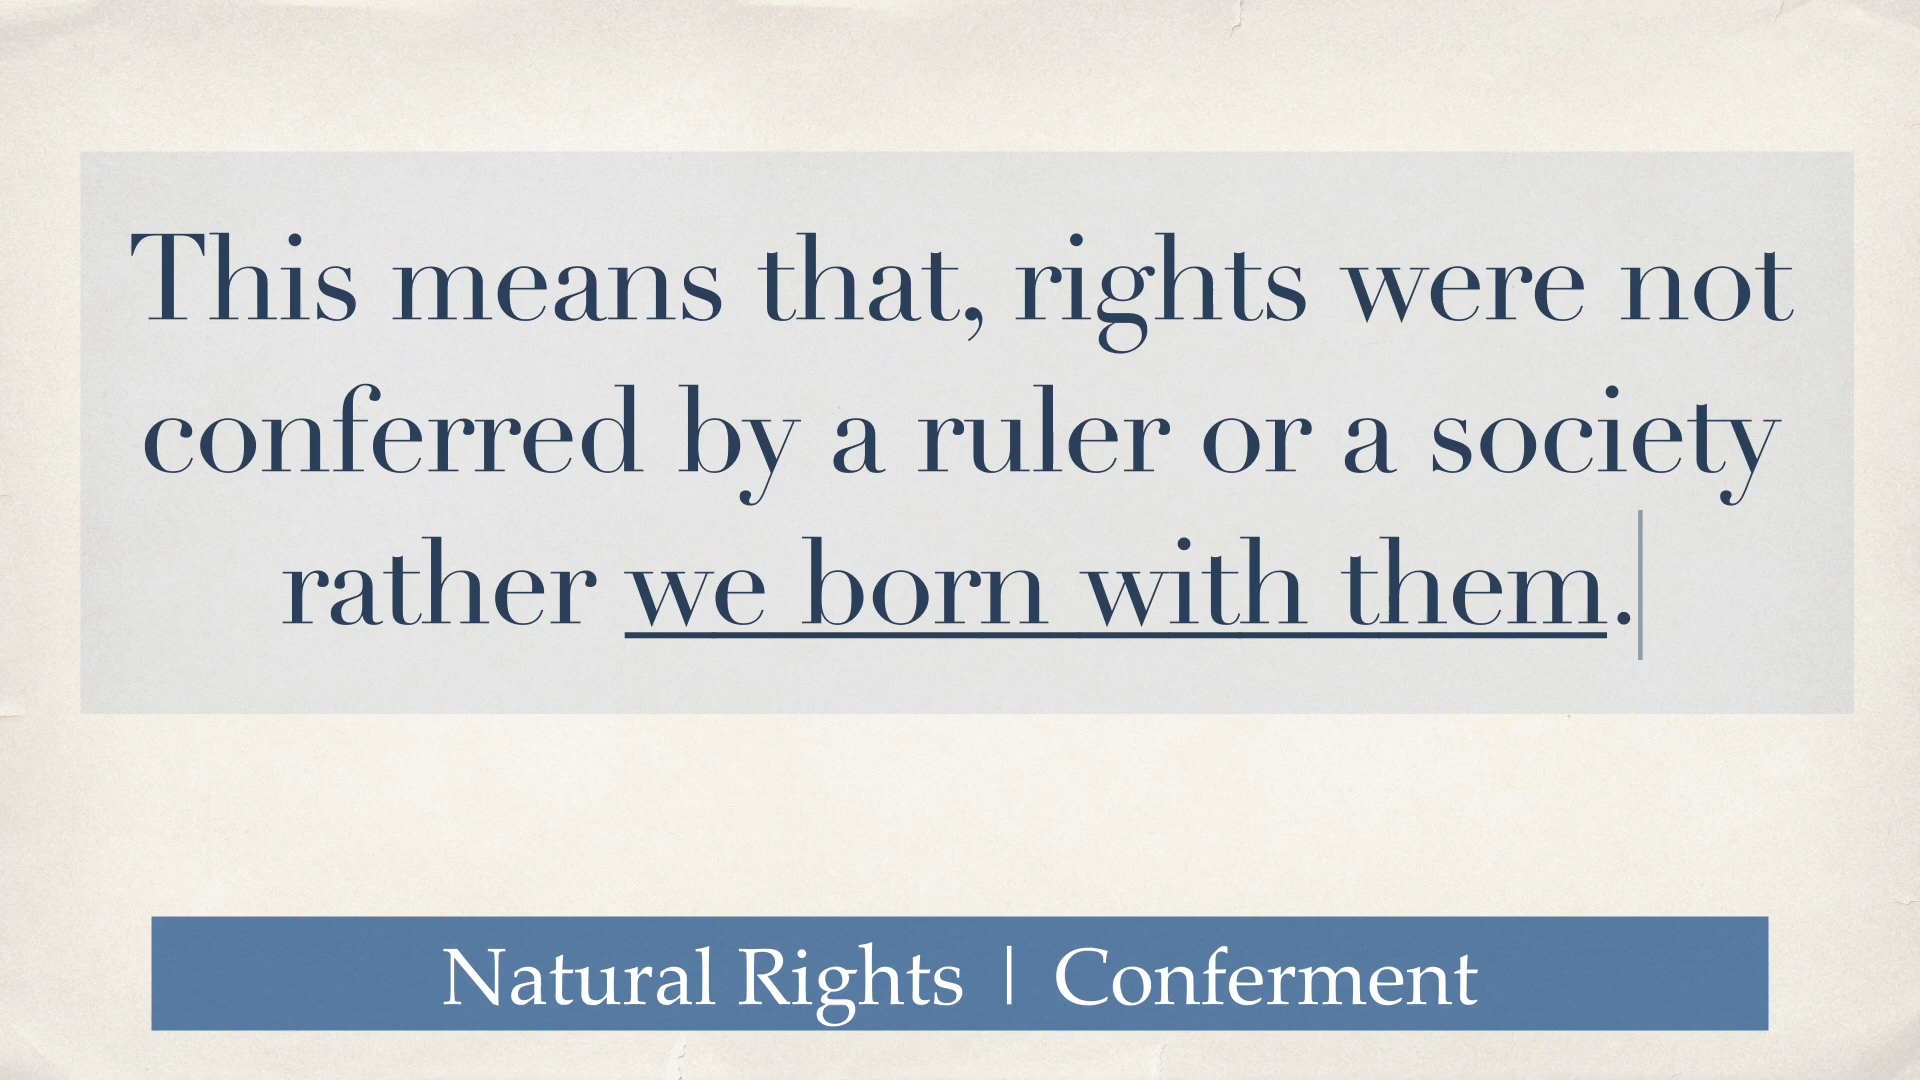 This means that, rights were not
conferred by a ruler or a society
rather we born with them.
Natural Rights | Conferment